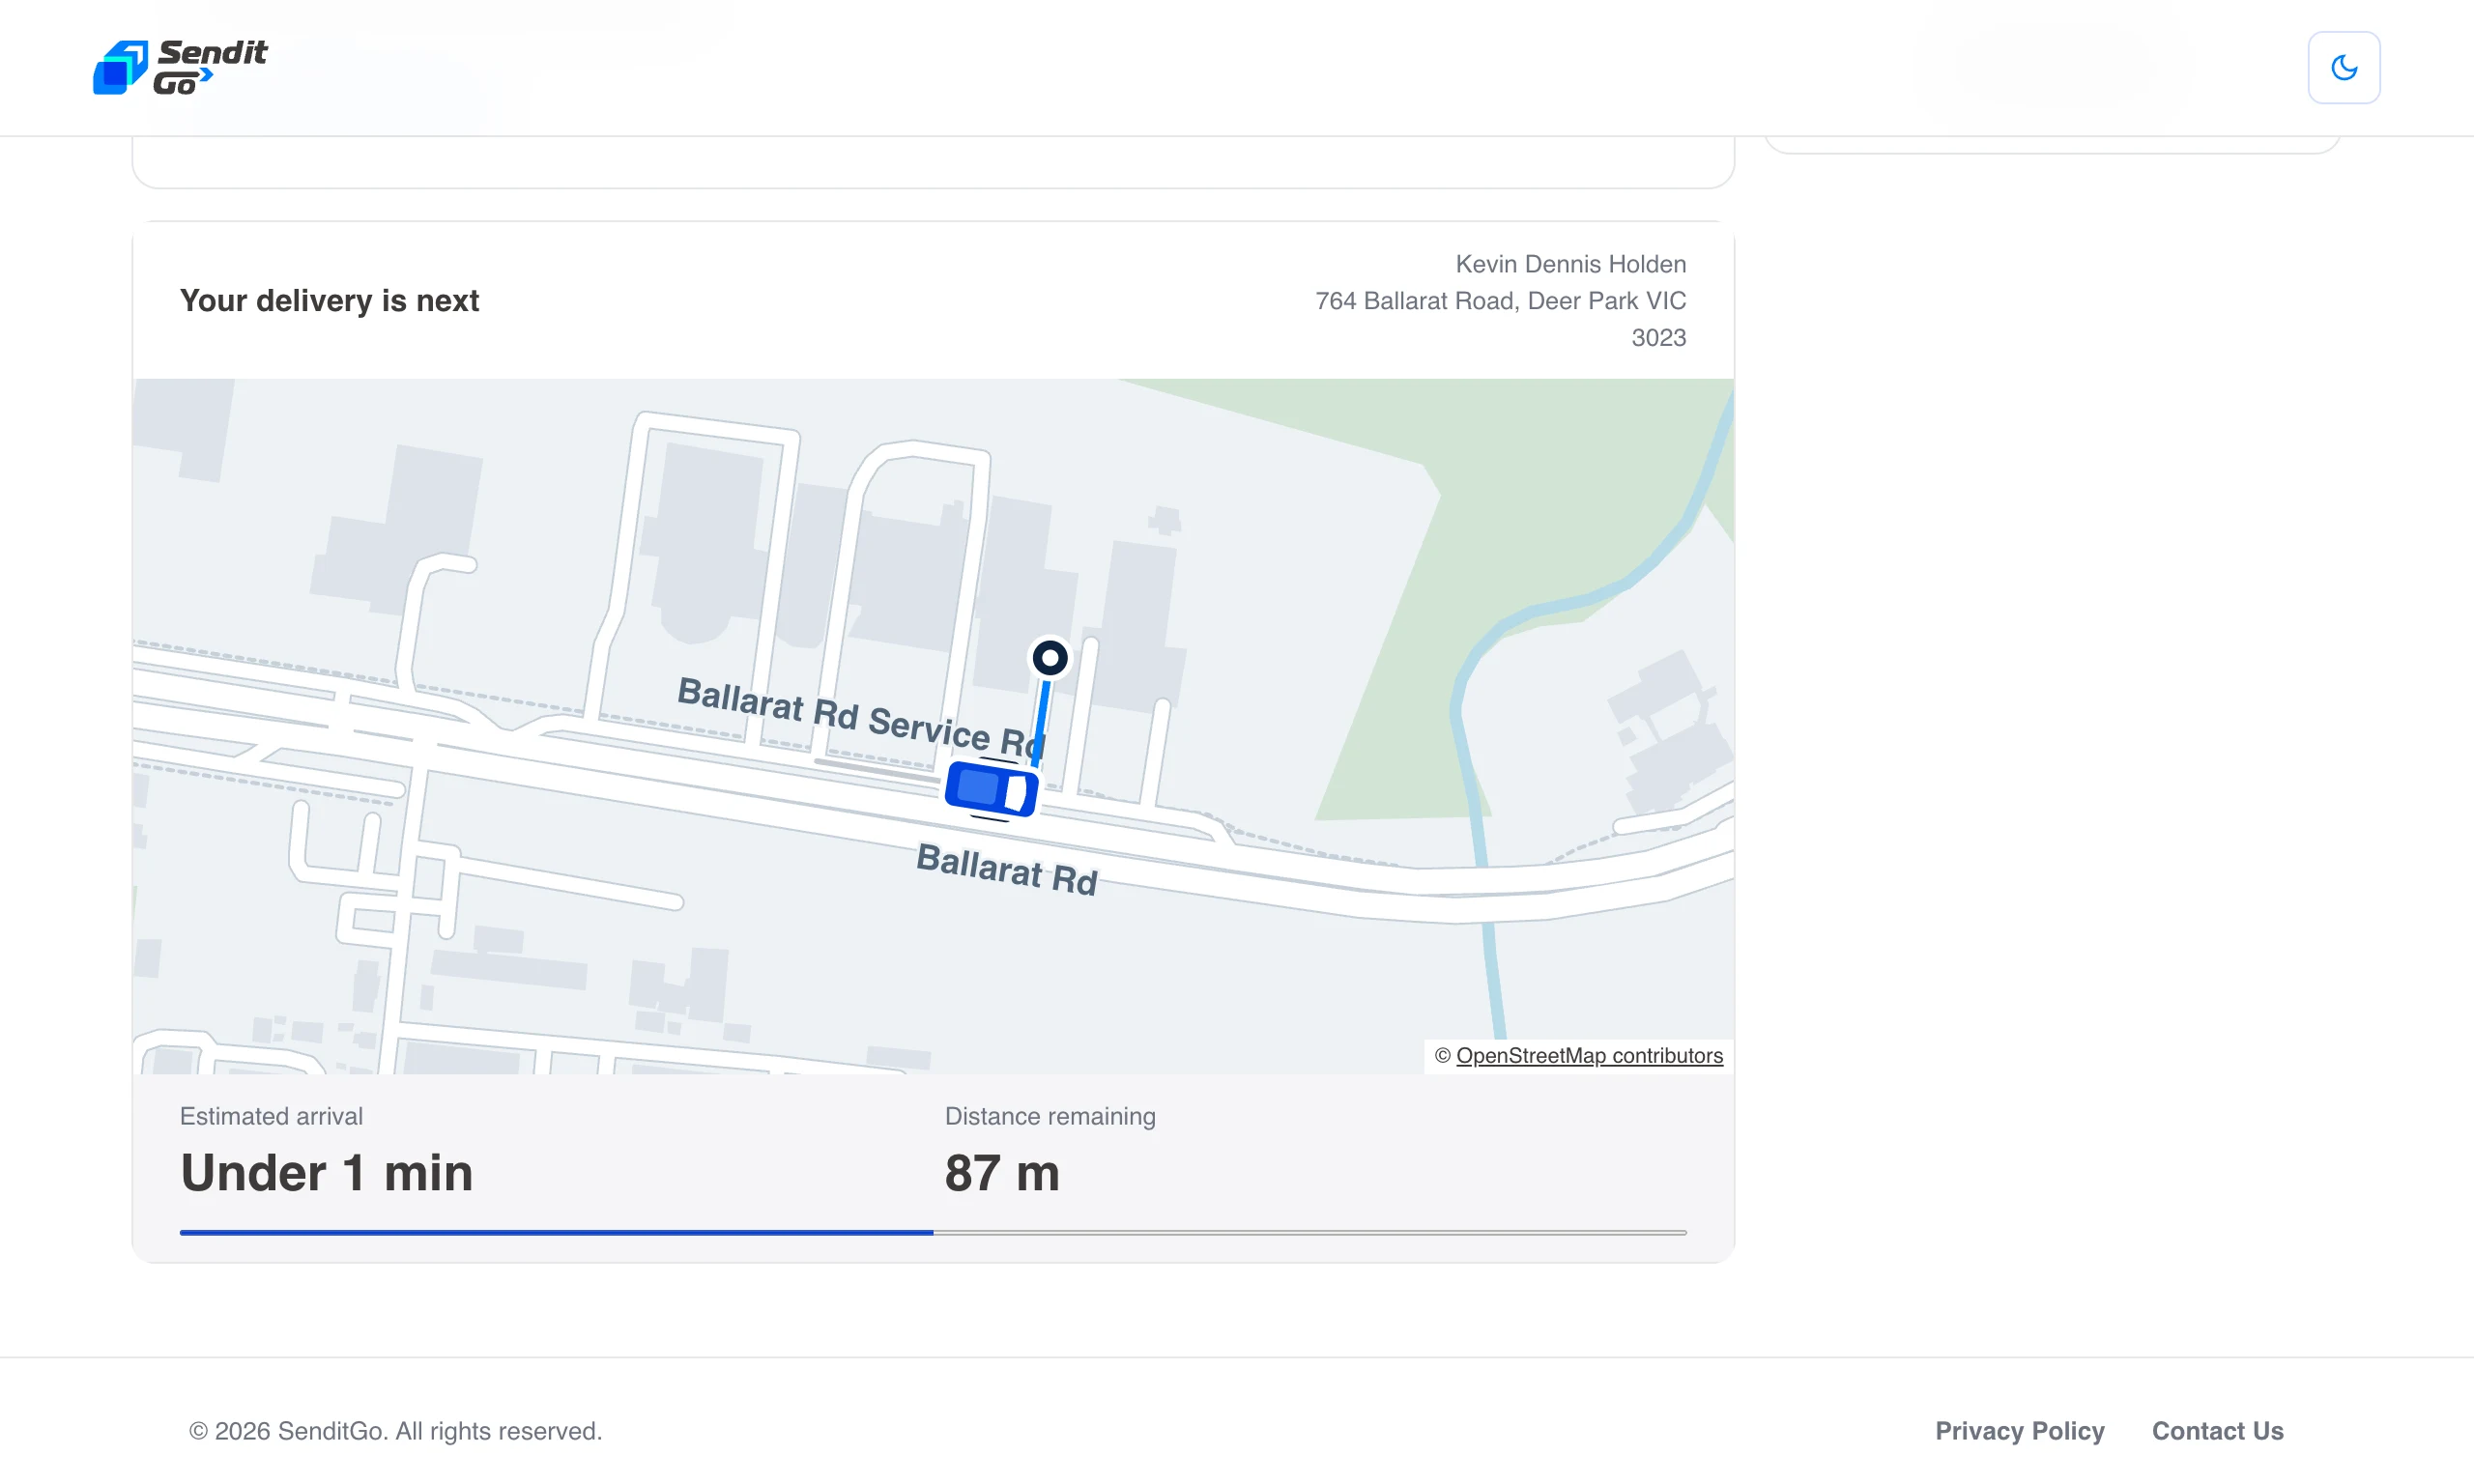 Sendit
Go
Your delivery is next
Kevin Dennis Holden
764 Ballarat Road, Deer Park VIC
3023
Ballarat Rd Service Rd
Ballarat Rd
© OpenStreetMap contributors
Estimated arrival
Distance remaining
Under 1 min
87 m
© 2026 SenditGo. All rights reserved.
Privacy Policy
Contact Us